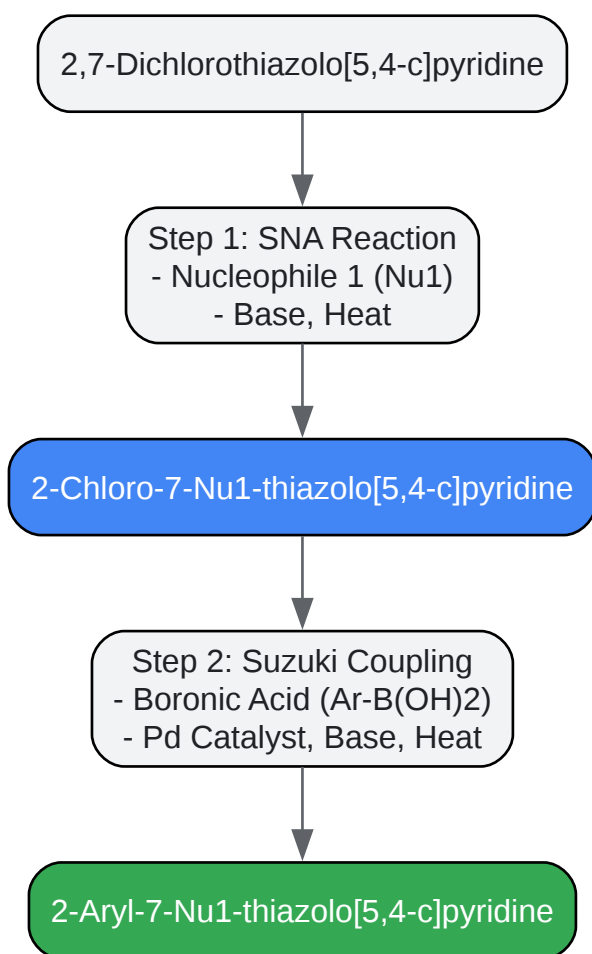 2,7-Dichlorothiazolo[5,4-c]pyridine
Step 1: SNA Reaction
- Nucleophile 1 (Nu1)
- Base, Heat
2-Chloro-7-Nu1-thiazolo[5,4-c]pyridine
Step 2: Suzuki Coupling
- Boronic Acid (Ar-B(OH)2)
- Pd Catalyst, Base, Heat
2-Aryl-7-Nu1-thiazolo[5,4-c]pyridine